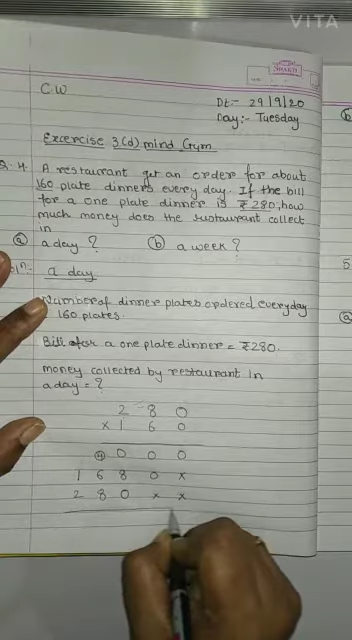 VITA
C.W
Dt:- 29/9/20
Day:- Tuesday
Excercise 3(d) mind Gym
Q.4. A restaurant get an orders for about
160 plate dinners every day. If the bill
for a one plate dinner is ₹280, how
much money does the restaurant collect
in
ⓐ a day ? ⓑ a week ?
a day
Number of dinner plates ordered everyday
160 plates.
Bill for a one plate dinner = ₹280.
money collected by restaurant in
a day = ?
2 8 0
× 1 6 0
0 0 0
1 6 8 0 ×
2 8 0 × ×